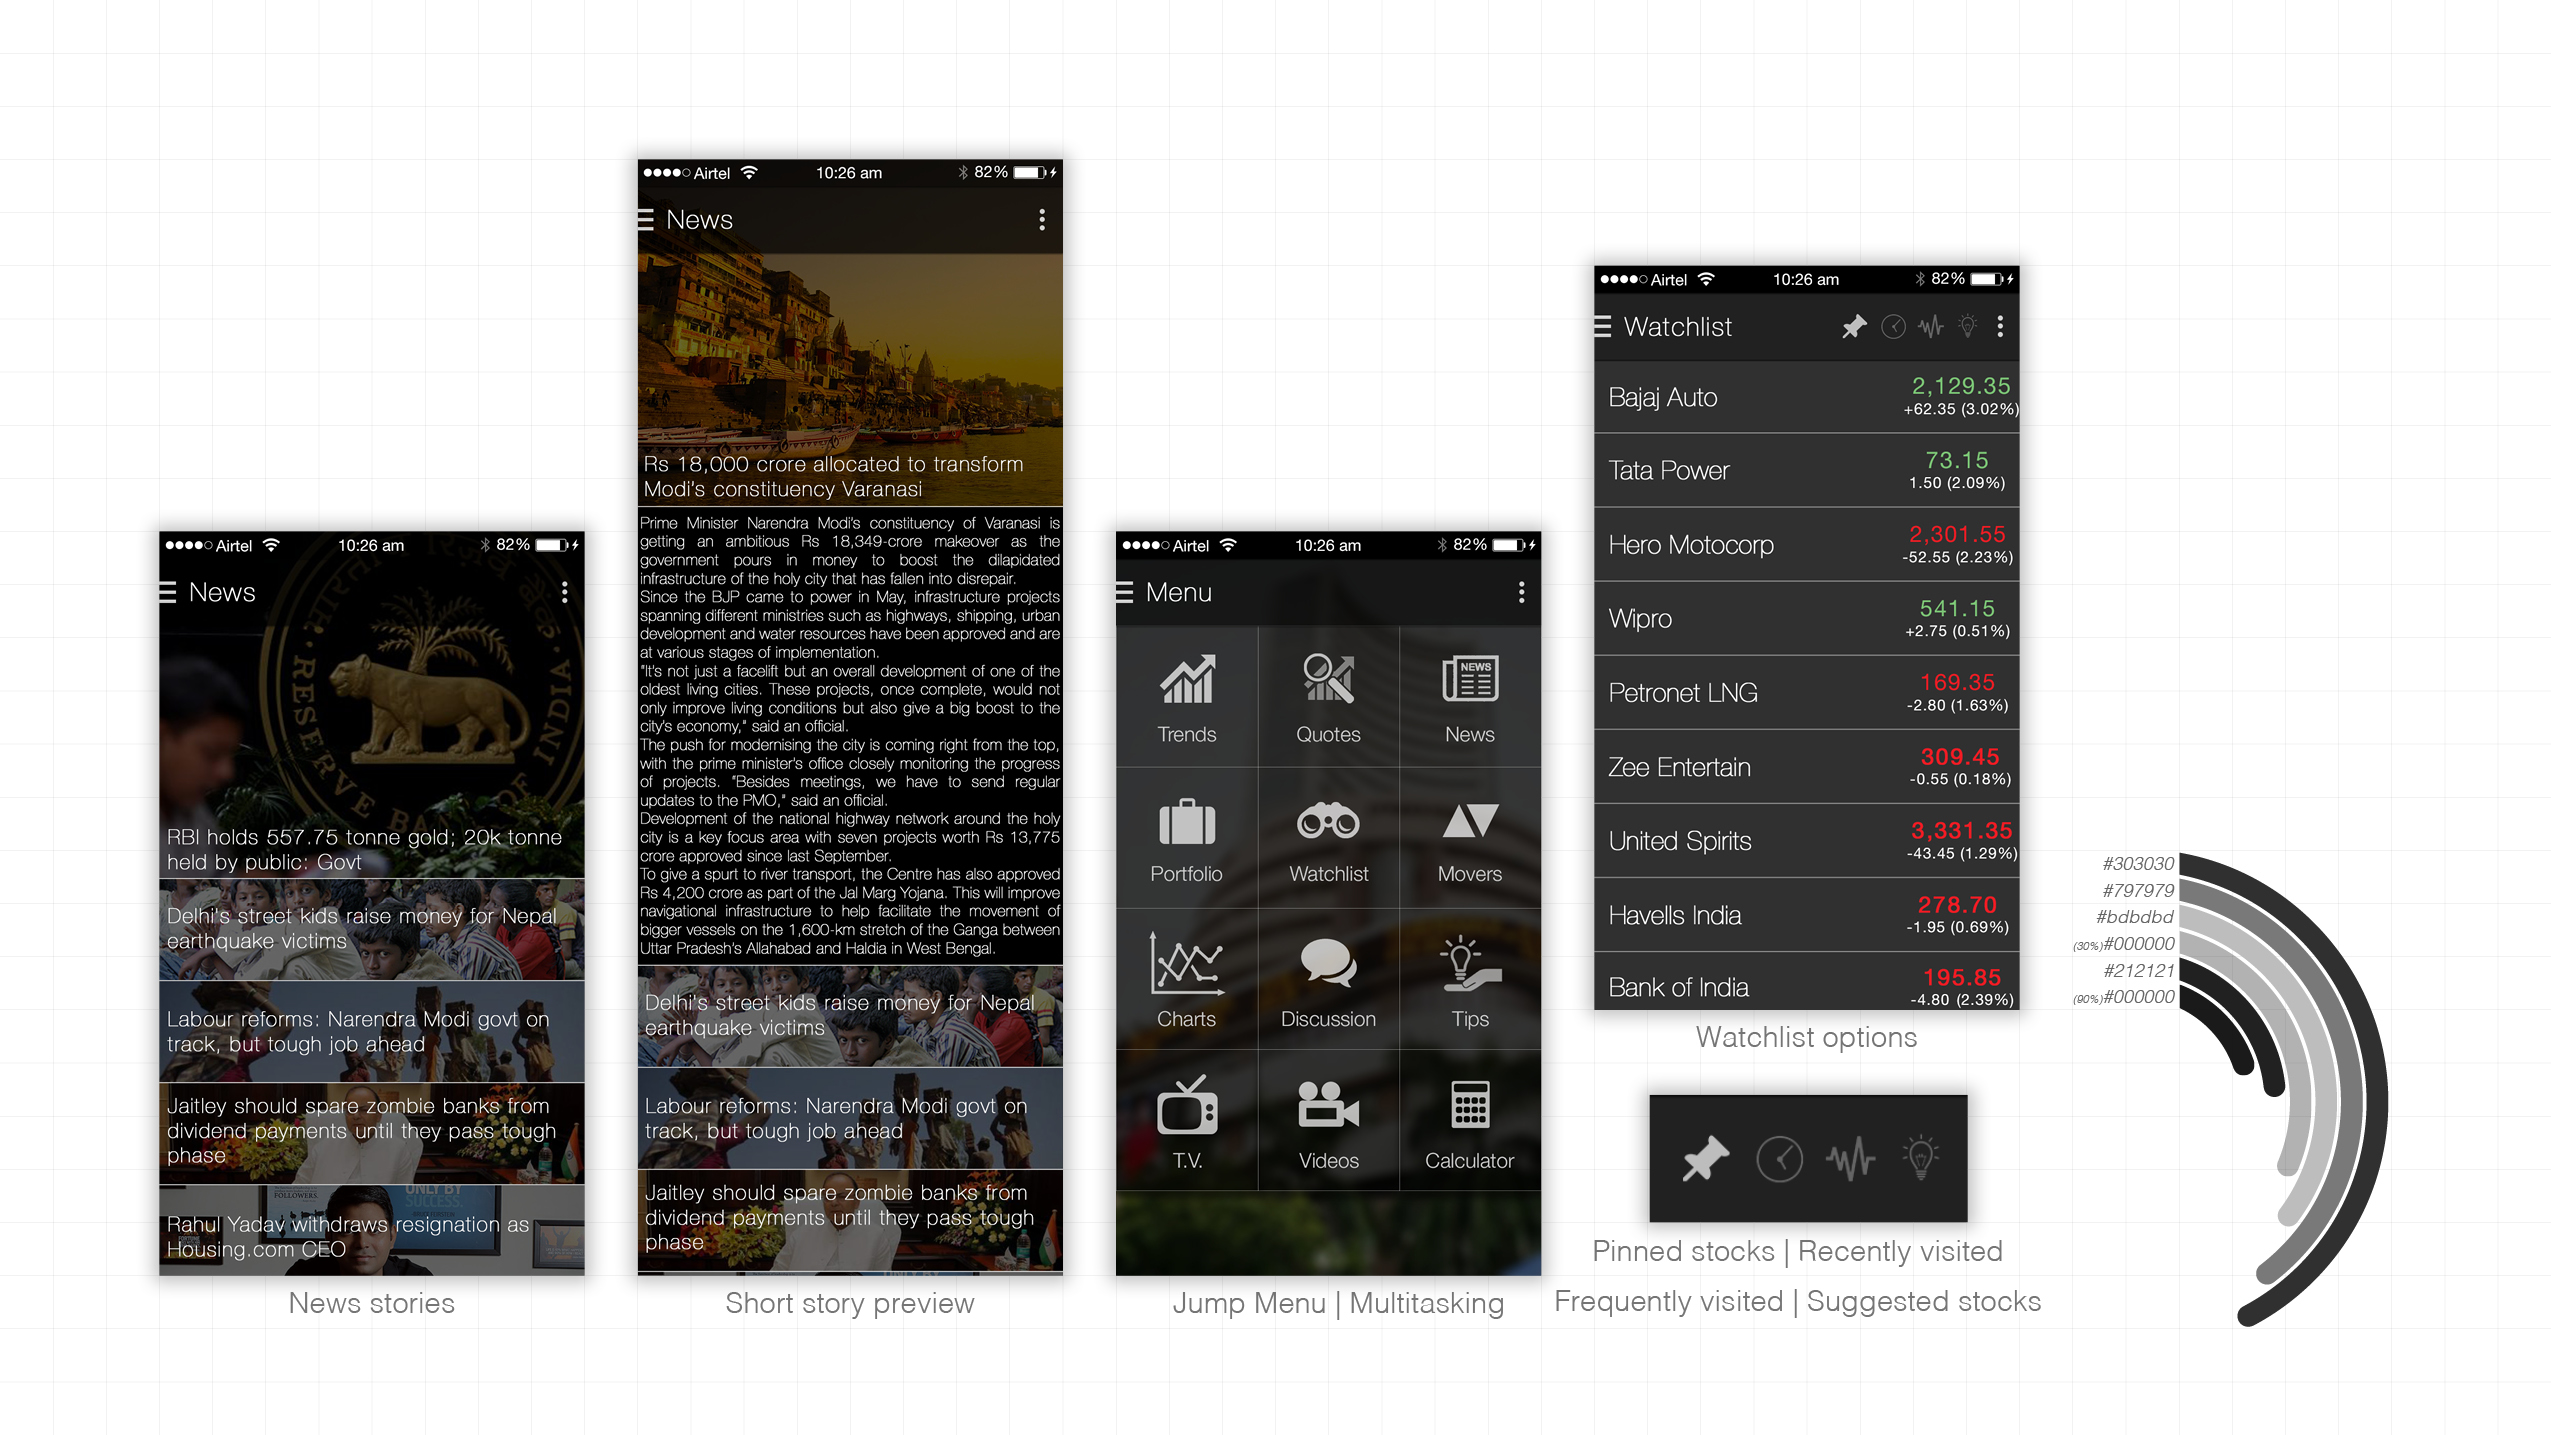 Airtel 10:26 am 82%
News
RESERVE BANK OF INDIA
RBI holds 557.75 tonne gold; 20k tonne
held by public: Govt
Delhi's street kids raise money for Nepal
earthquake victims
Labour reforms: Narendra Modi govt on
track, but tough job ahead
Jaitley should spare zombie banks from
dividend payments until they pass tough
phase
FOLLOWERS.
ONLY BY
SUCCESS
Rahul Yadav withdraws resignation as
Housing.com CEO
News stories
Airtel 10:26 am 82%
News
Rs 18,000 crore allocated to transform
Modi's constituency Varanasi
Prime Minister Narendra Modi's constituency of Varanasi is
getting an ambitious Rs 18,349-crore makeover as the
government pours in money to boost the dilapidated
infrastructure of the holy city that has fallen into disrepair.
Since the BJP came to power in May, infrastructure projects
spanning different ministries such as highways, shipping, urban
development and water resources have been approved and are
at various stages of implementation.
"It's not just a facelift but an overall development of one of the
oldest living cities. These projects, once complete, would not
only improve living conditions but also give a big boost to the
city's economy," said an official.
The push for modernising the city is coming right from the top,
with the prime minister's office closely monitoring the progress
of projects. "Besides meetings, we have to send regular
updates to the PMO," said an official.
Development of the national highway network around the holy
city is a key focus area with seven projects worth Rs 13,775
crore approved since last September.
To give a spurt to river transport, the Centre has also approved
Rs 4,200 crore as part of the Jal Marg Yojana. This will improve
navigational infrastructure to help facilitate the movement of
bigger vessels on the 1,600-km stretch of the Ganga between
Uttar Pradesh's Allahabad and Haldia in West Bengal.
Delhi's street kids raise money for Nepal
earthquake victims
Labour reforms: Narendra Modi govt on
track, but tough job ahead
Jaitley should spare zombie banks from
dividend payments until they pass tough
phase
Short story preview
Airtel 10:26 am 82%
Menu
NEWS
Trends Quotes News
Portfolio Watchlist Movers
Charts Discussion Tips
T.V. Videos Calculator
Jump Menu | Multitasking
Airtel 10:26 am 82%
Watchlist
Bajaj Auto 2,129.35
+62.35 (3.02%)
Tata Power 73.15
1.50 (2.09%)
Hero Motocorp 2,301.55
-52.55 (2.23%)
Wipro 541.15
+2.75 (0.51%)
Petronet LNG 169.35
-2.80 (1.63%)
Zee Entertain 309.45
-0.55 (0.18%)
United Spirits 3,331.35
-43.45 (1.29%)
Havells India 278.70
-1.95 (0.69%)
Bank of India 195.85
-4.80 (2.39%)
Watchlist options
Pinned stocks | Recently visited
Frequently visited | Suggested stocks
#303030
#797979
#bdbdbd
(30%)#000000
#212121
(90%)#000000